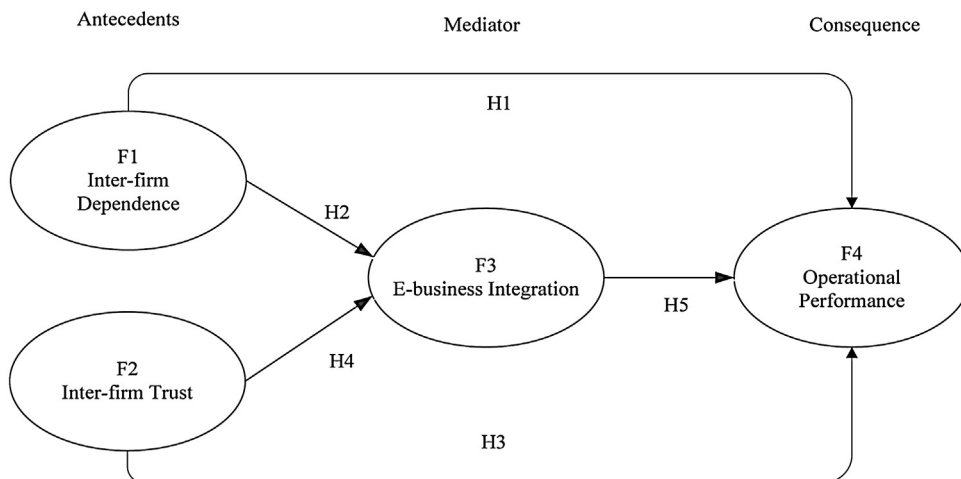 Antecedents
Mediator
Consequence
H1
F1
Inter-firm
Dependence
H2
F3
E-business Integration
F4
Operational
Performance
H5
F2
Inter-firm Trust
H4
H3